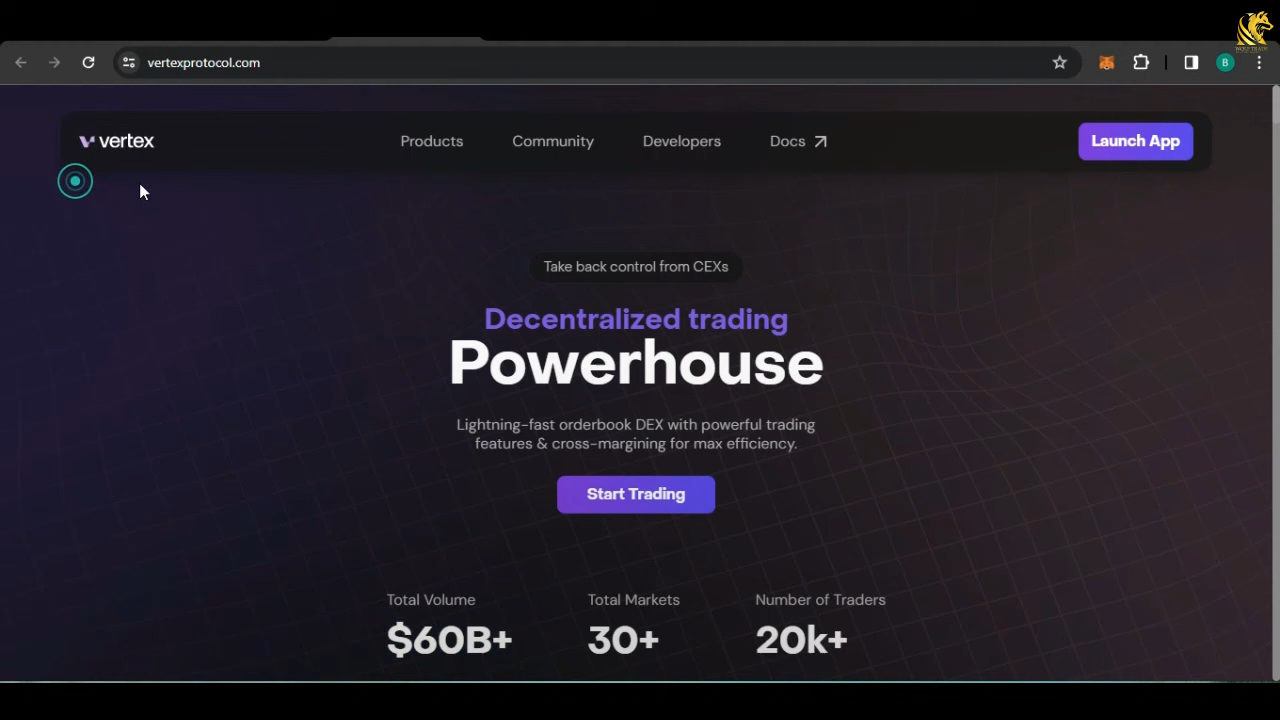 vertexprotocol.com
B
vertex
Products
Community
Developers
Docs
Launch App
Take back control from CEXs
Decentralized trading
Powerhouse
Lightning-fast orderbook DEX with powerful trading
features & cross-margining for max efficiency.
Start Trading
Total Volume
Total Markets
Number of Traders
$60B+
30+
20k+